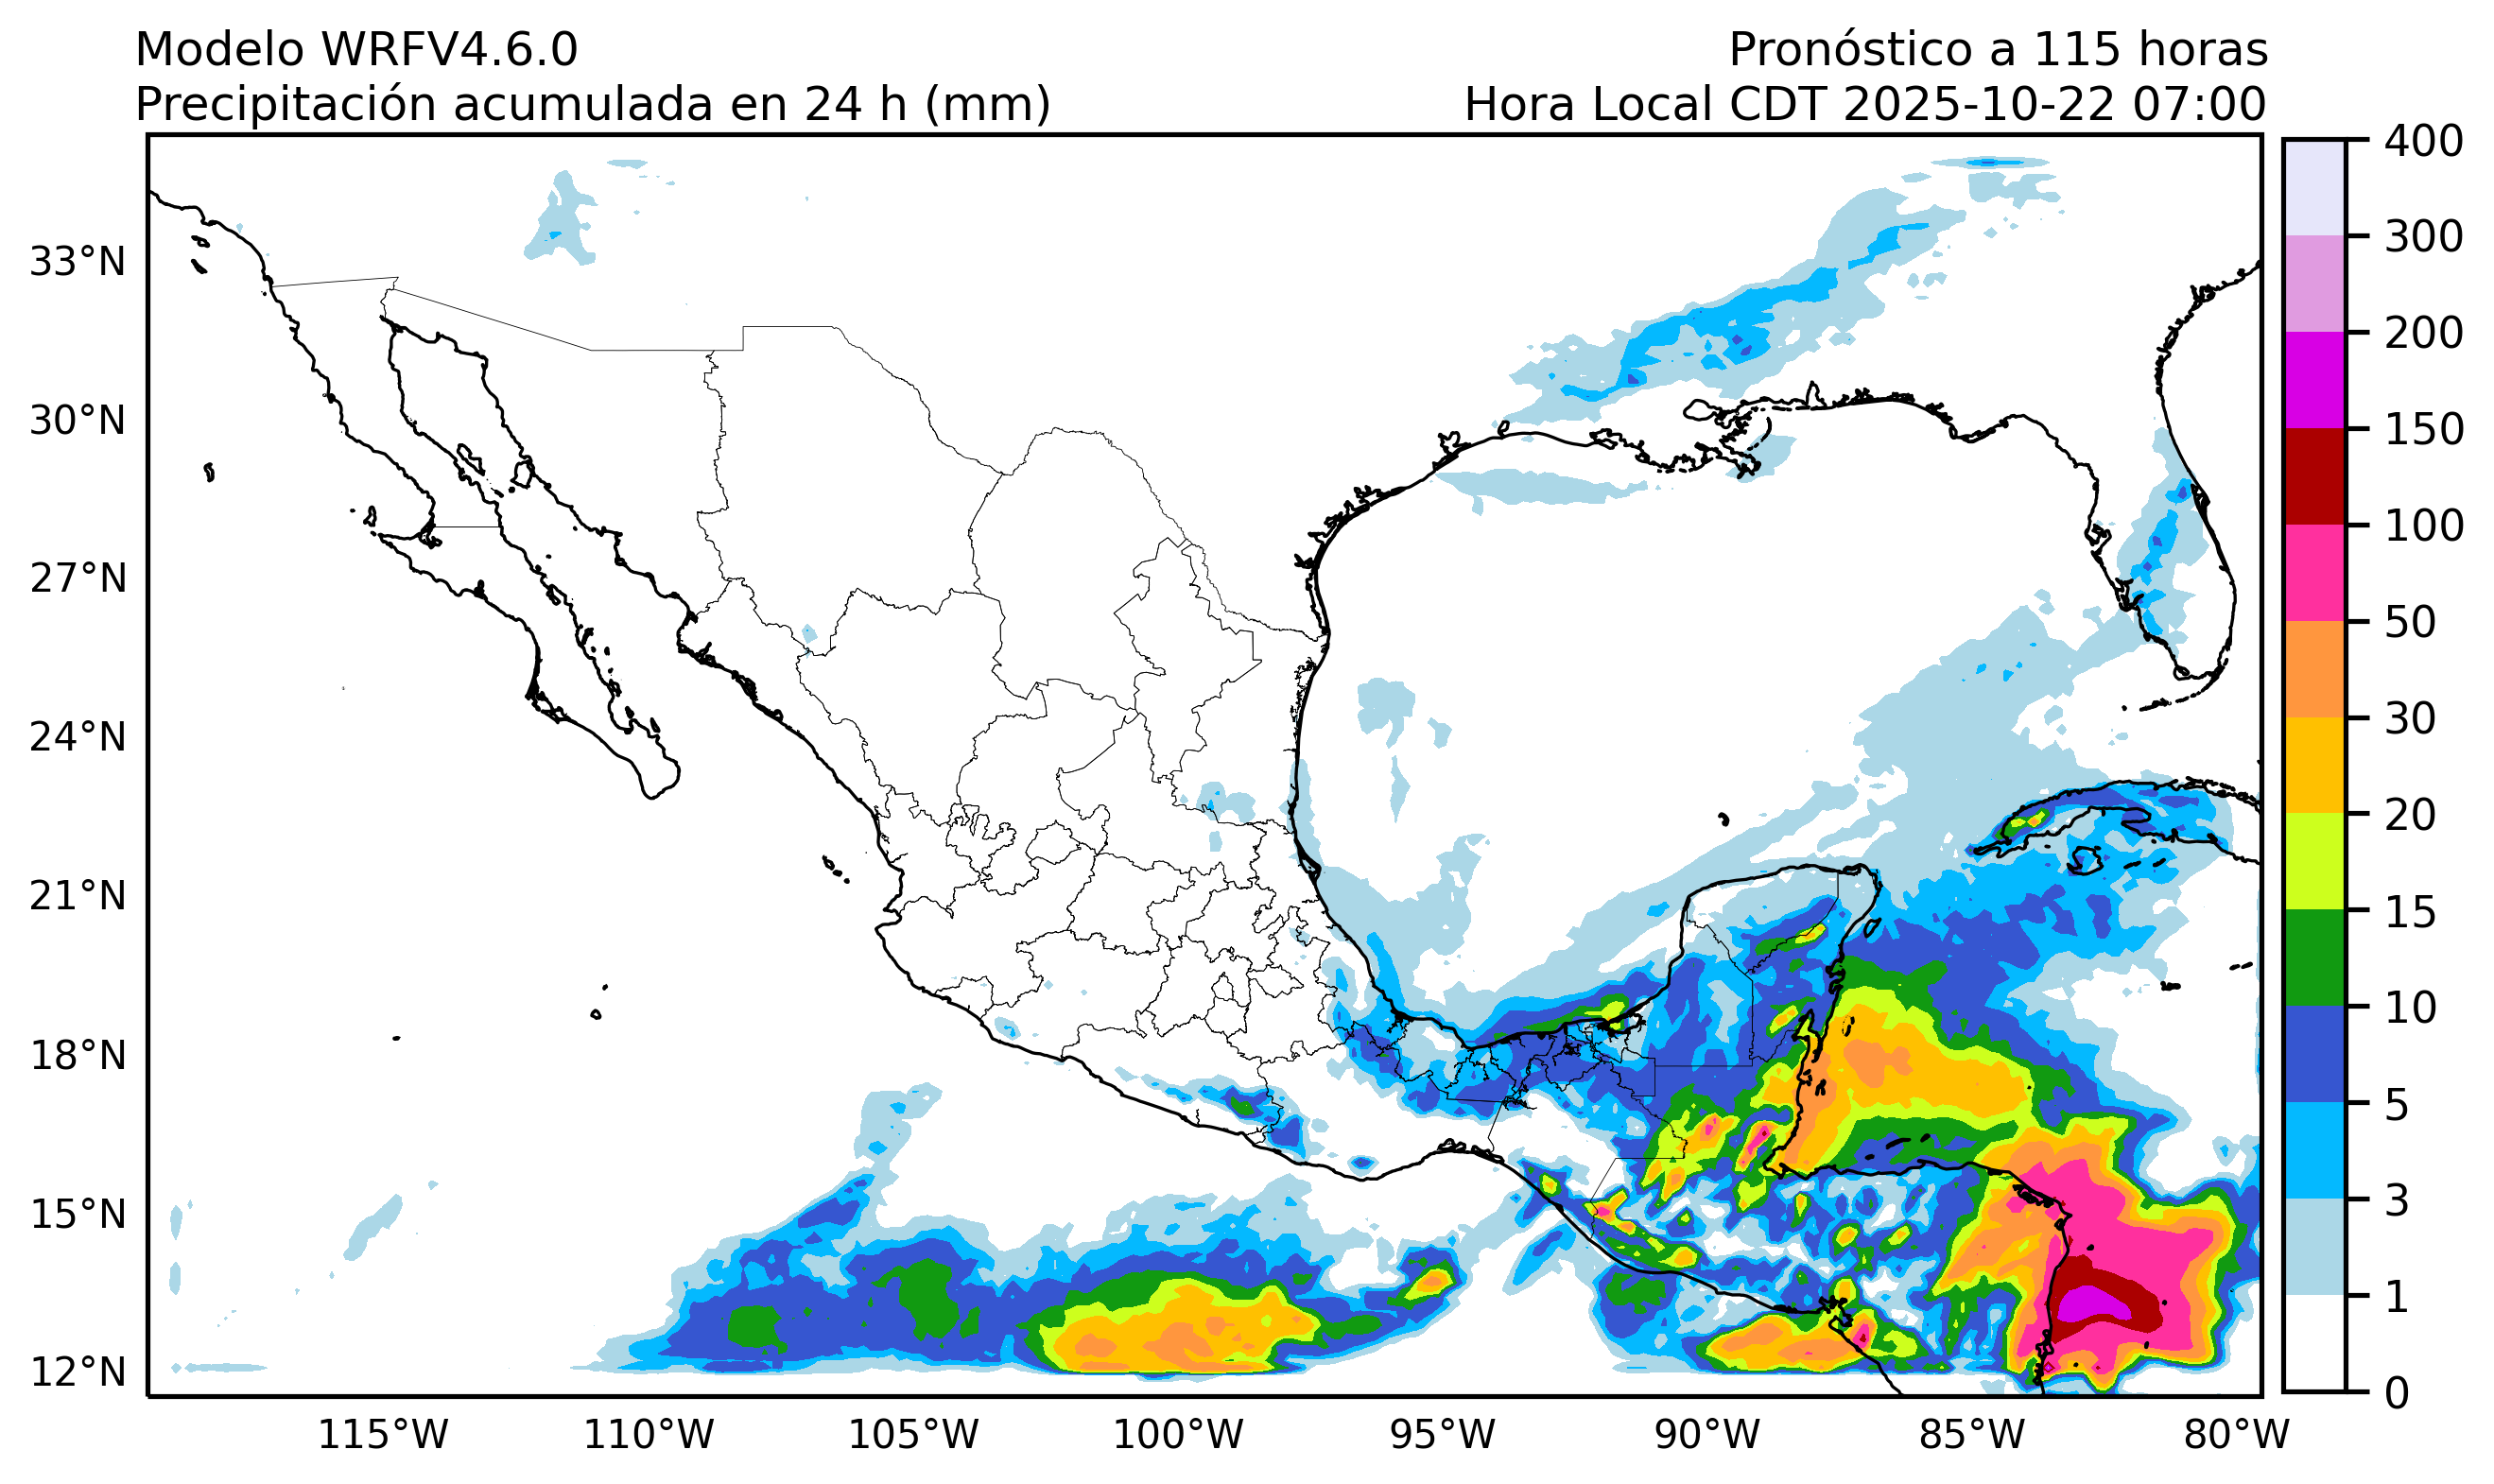 Modelo WRFV4.6.0
Pronóstico a 115 horas
Precipitación acumulada en 24 h (mm)
Hora Local CDT 2025-10-22 07:00
33°N
30°N
27°N
24°N
21°N
18°N
15°N
12°N
115°W
110°W
105°W
100°W
95°W
90°W
85°W
80°W
400
300
200
150
100
50
30
20
15
10
5
3
1
0